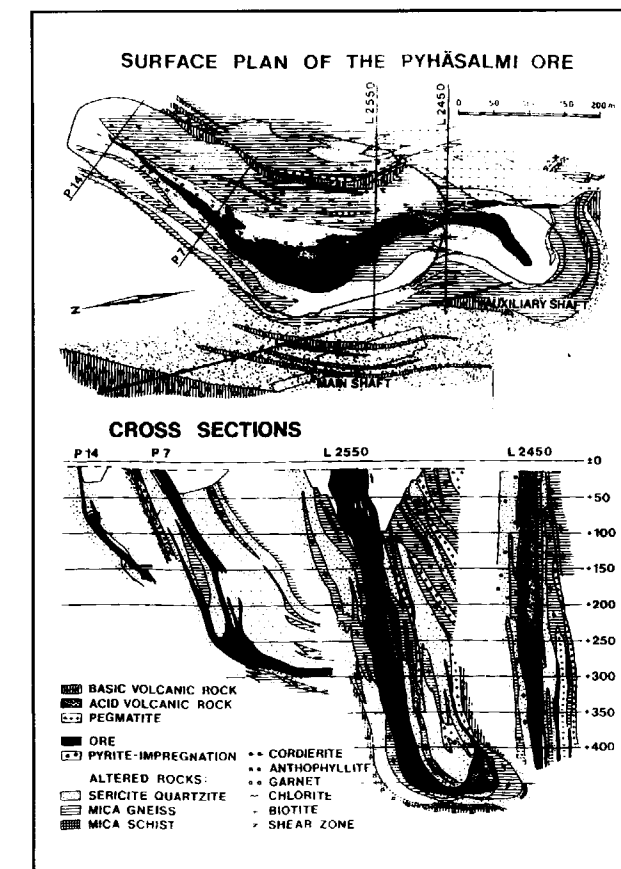 SURFACE PLAN OF THE PYHÄSALMI ORE
L 2550
L 2450
0 50 100 150 200 m
P 14
P 7
N
AUXILIARY SHAFT
MAIN SHAFT
CROSS SECTIONS
P 14 P 7 L 2550 L 2450
±0
+50
+100
+150
+200
+250
+300
+350
+400
BASIC VOLCANIC ROCK
ACID VOLCANIC ROCK
PEGMATITE
ORE
PYRITE-IMPREGNATION
ALTERED ROCKS:
SERICITE QUARTZITE
MICA GNEISS
MICA SCHIST
CORDIERITE
ANTHOPHYLLITE
GARNET
CHLORITE
BIOTITE
SHEAR ZONE